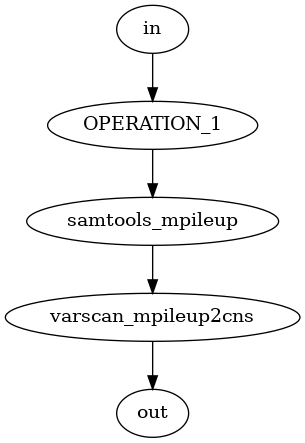 in
OPERATION_1
samtools_mpileup
varscan_mpileup2cns
out